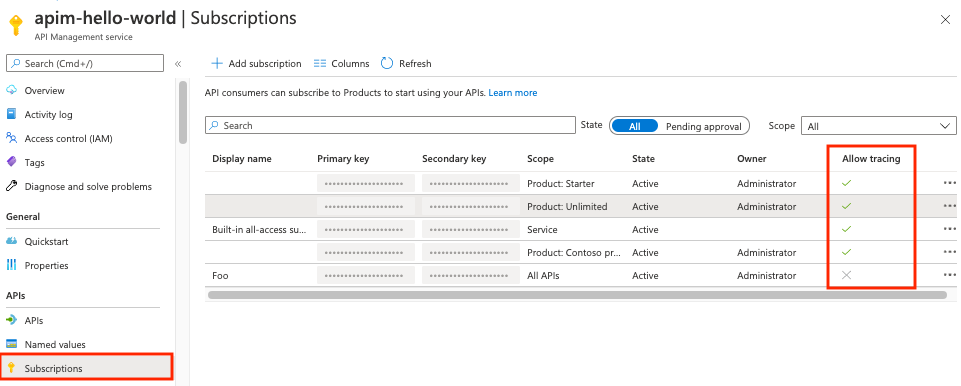 apim-hello-world | Subscriptions
API Management service
Search (Cmd+/)
Overview
Activity log
Access control (IAM)
Tags
Diagnose and solve problems
General
Quickstart
Properties
APIs
APIs
Named values
Subscriptions
Add subscription Columns Refresh
API consumers can subscribe to Products to start using your APIs. Learn more
Search State All Pending approval Scope All
Display name Primary key Secondary key Scope State Owner Allow tracing
Product: Starter Active Administrator
Product: Unlimited Active Administrator
Built-in all-access su... Service Active
Product: Contoso pr... Active Administrator
Foo All APIs Active Administrator